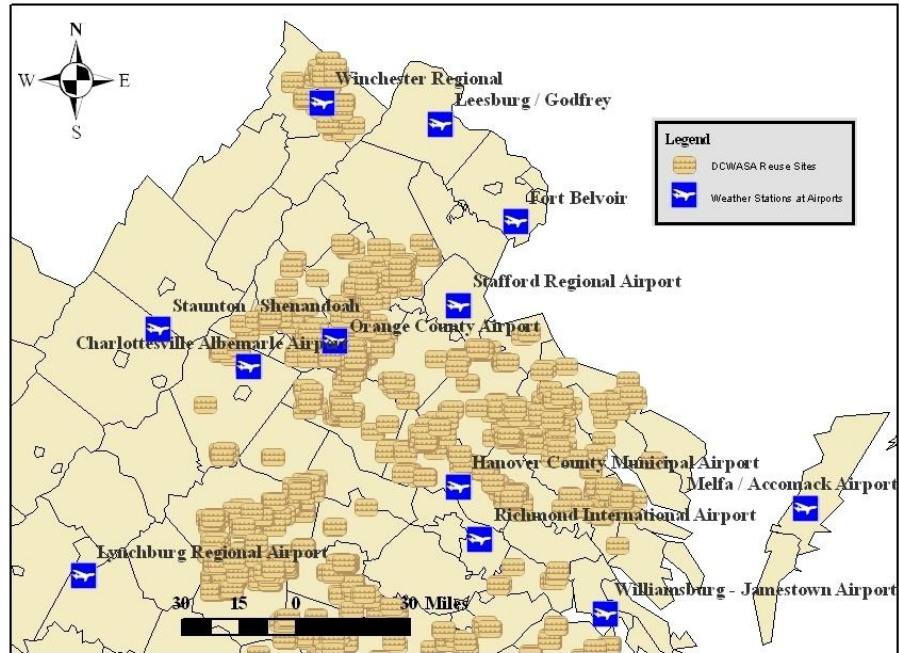 N
W E
S
Winchester Regional
Leesburg / Godfrey
Legend
DCWASA Reuse Sites
Weather Stations at Airports
Fort Belvoir
Stafford Regional Airport
Staunton / Shenandoah
Orange County Airport
Charlottesville Albemarle Airport
Hanover County Municipal Airport
Melfa / Accomack Airport
Richmond International Airport
Lynchburg Regional Airport
Williamsburg - Jamestown Airport
30 15 0 30 Miles